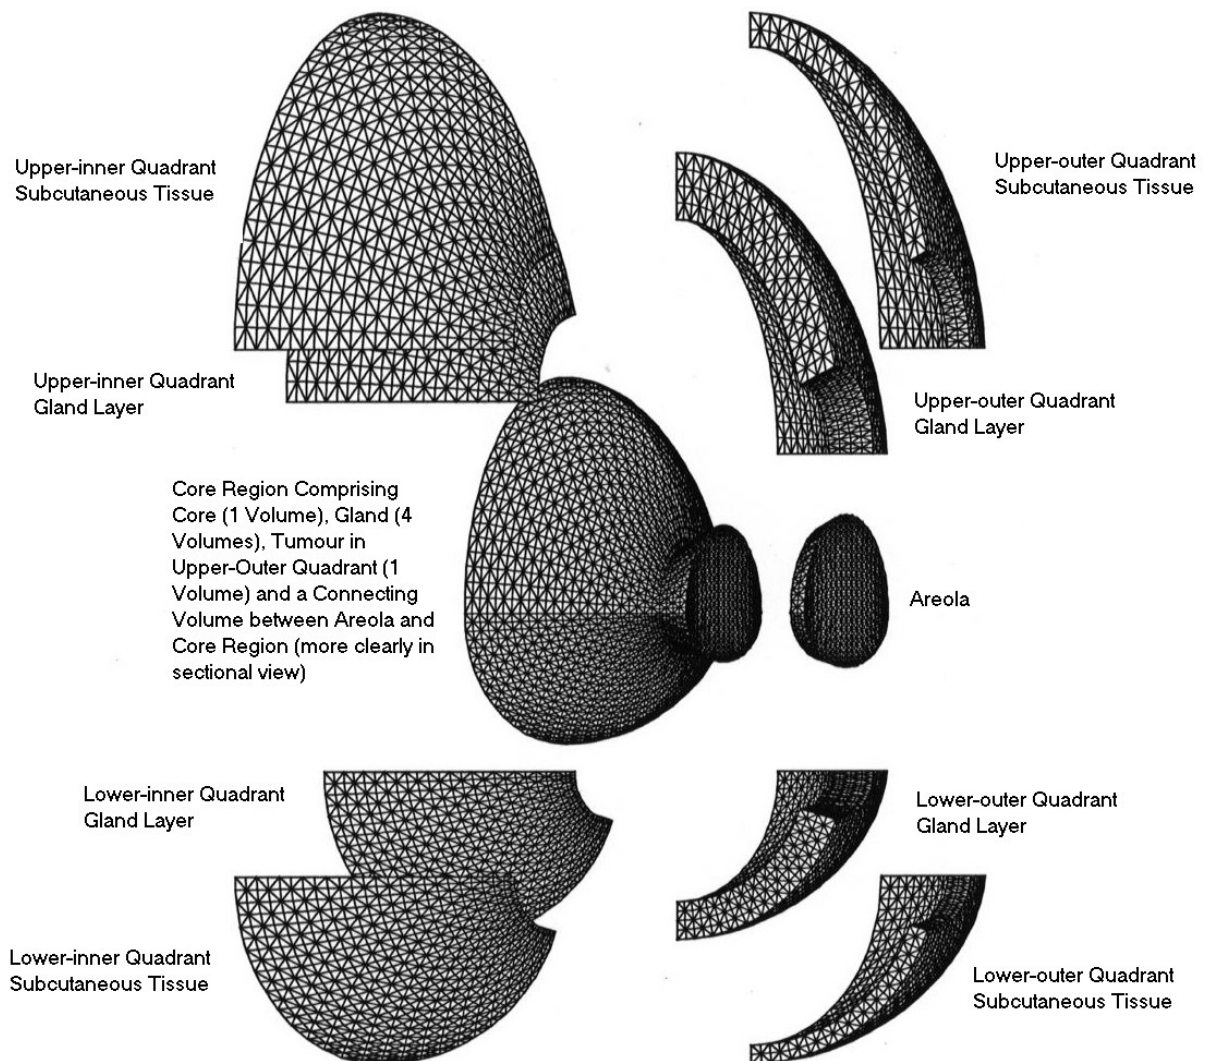 Upper-inner Quadrant
Subcutaneous Tissue
Upper-outer Quadrant
Subcutaneous Tissue
Upper-inner Quadrant
Gland Layer
Upper-outer Quadrant
Gland Layer
Core Region Comprising
Core (1 Volume), Gland (4
Volumes), Tumour in
Upper-Outer Quadrant (1
Volume) and a Connecting
Volume between Areola and
Core Region (more clearly in
sectional view)
Areola
Lower-inner Quadrant
Gland Layer
Lower-outer Quadrant
Gland Layer
Lower-inner Quadrant
Subcutaneous Tissue
Lower-outer Quadrant
Subcutaneous Tissue